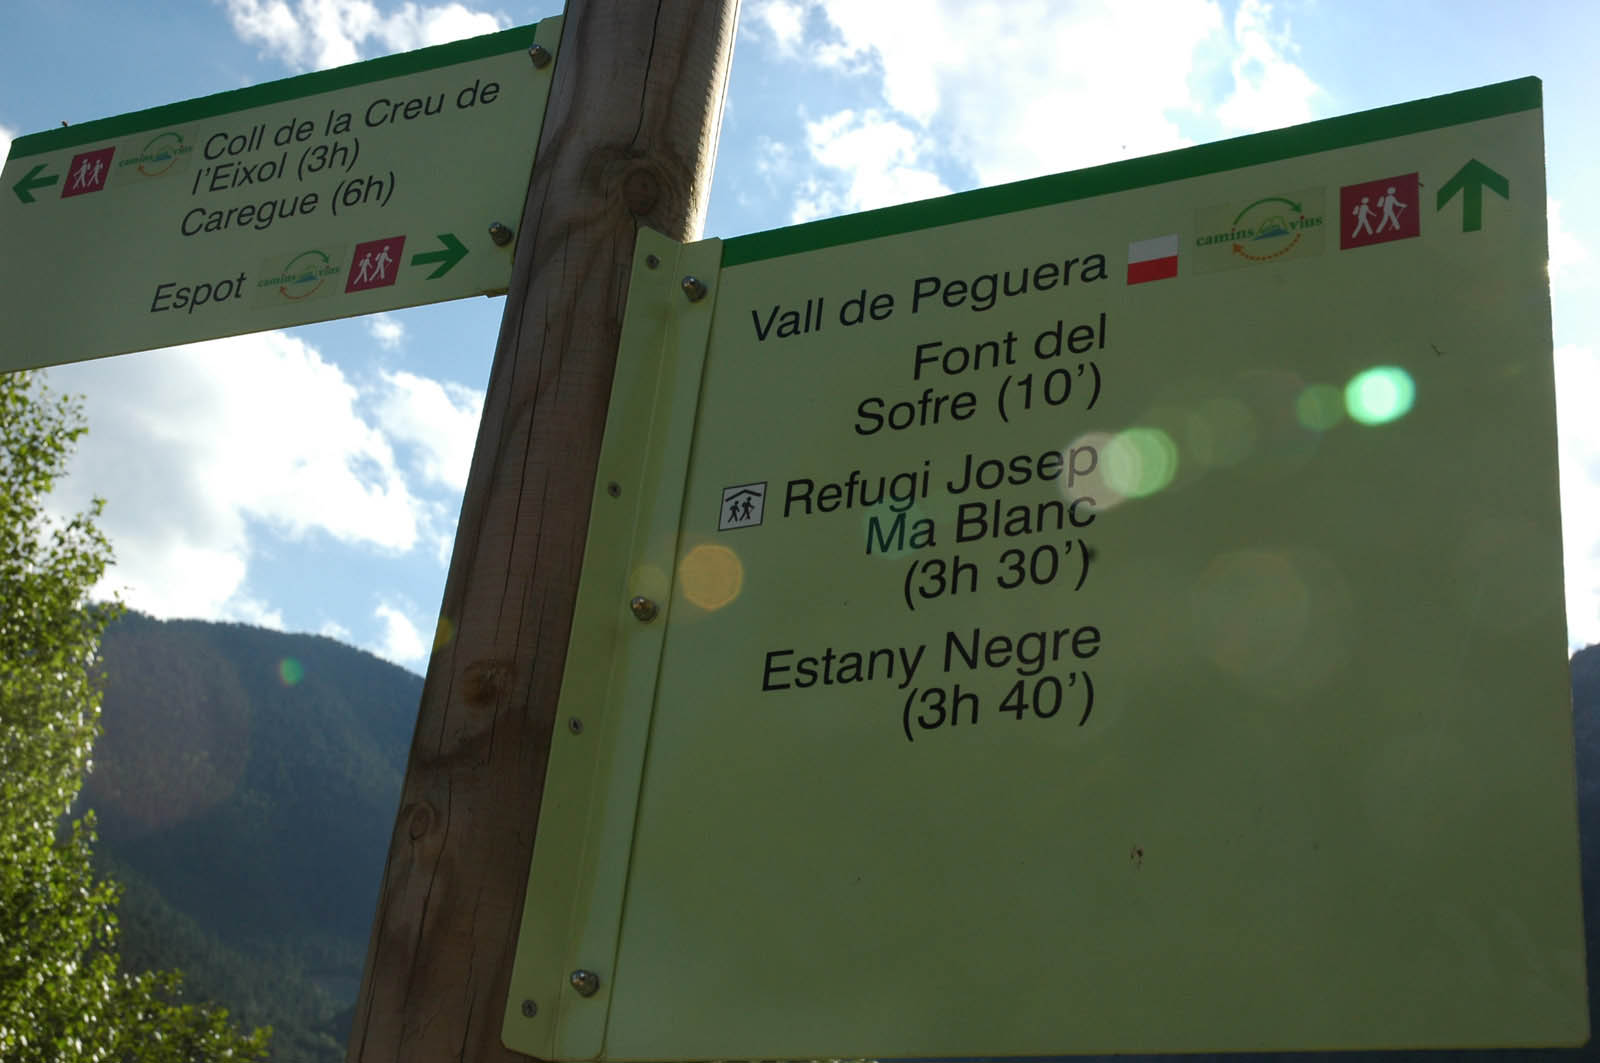 Coll de la Creu de
l'Eixol (3h)
Caregue (6h)
camins vius
Espot
camins vius
Vall de Peguera
camins vius
Font del
Sofre (10')
Refugi Josep
Ma Blanc
(3h 30')
Estany Negre
(3h 40')